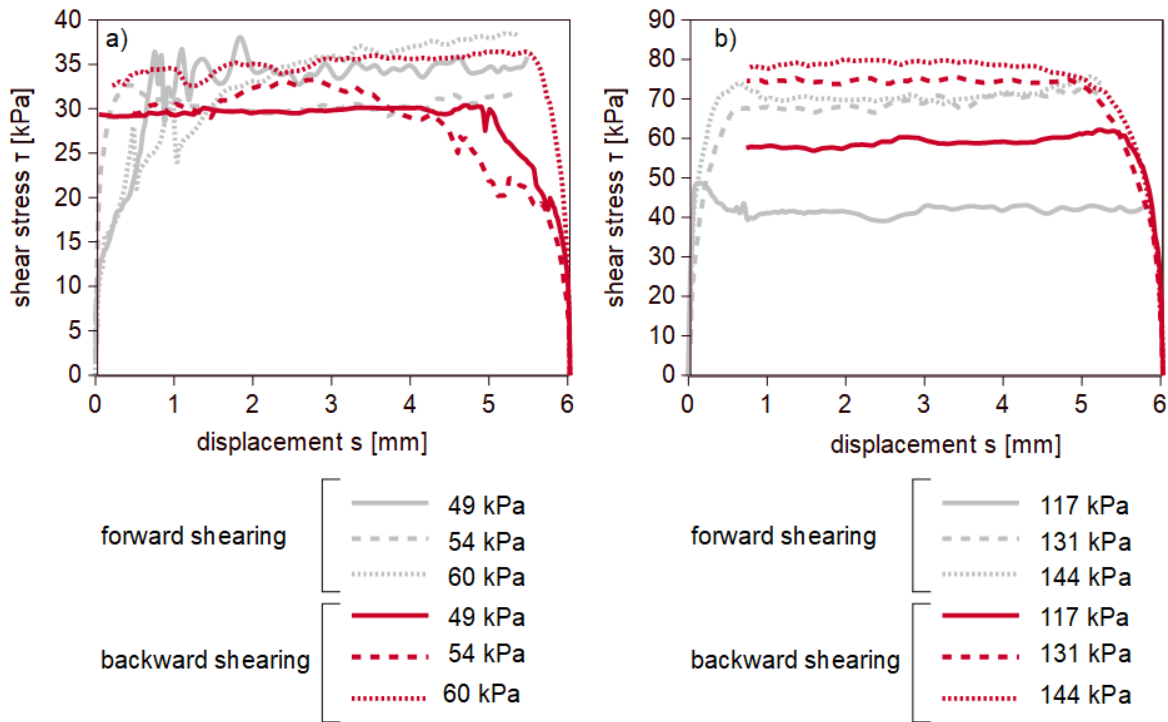 a)
shear stress τ [kPa]
40
35
30
25
20
15
10
5
0
0 1 2 3 4 5 6
displacement s [mm]
b)
shear stress τ [kPa]
90
80
70
60
50
40
30
20
10
0
0 1 2 3 4 5 6
displacement s [mm]
forward shearing
49 kPa
54 kPa
60 kPa
backward shearing
49 kPa
54 kPa
60 kPa
forward shearing
117 kPa
131 kPa
144 kPa
backward shearing
117 kPa
131 kPa
144 kPa